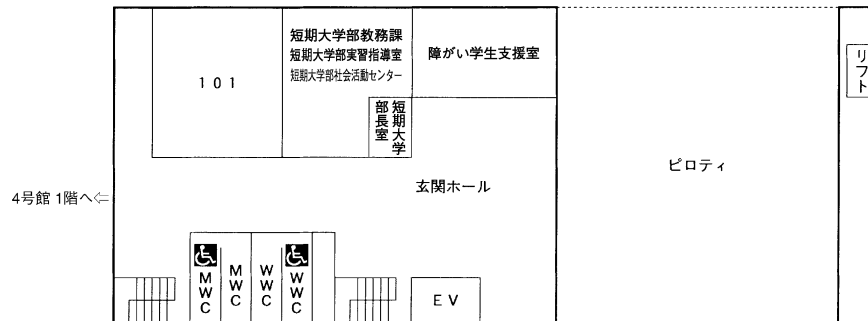 短期大学部教務課
短期大学部実習指導室
短期大学部社会活動センター
障がい学生支援室
101
リフト
短期大学
部長室
ピロティ
玄関ホール
4号館 1階へ⇦
MWC
MWC
WWC
WWC
EV